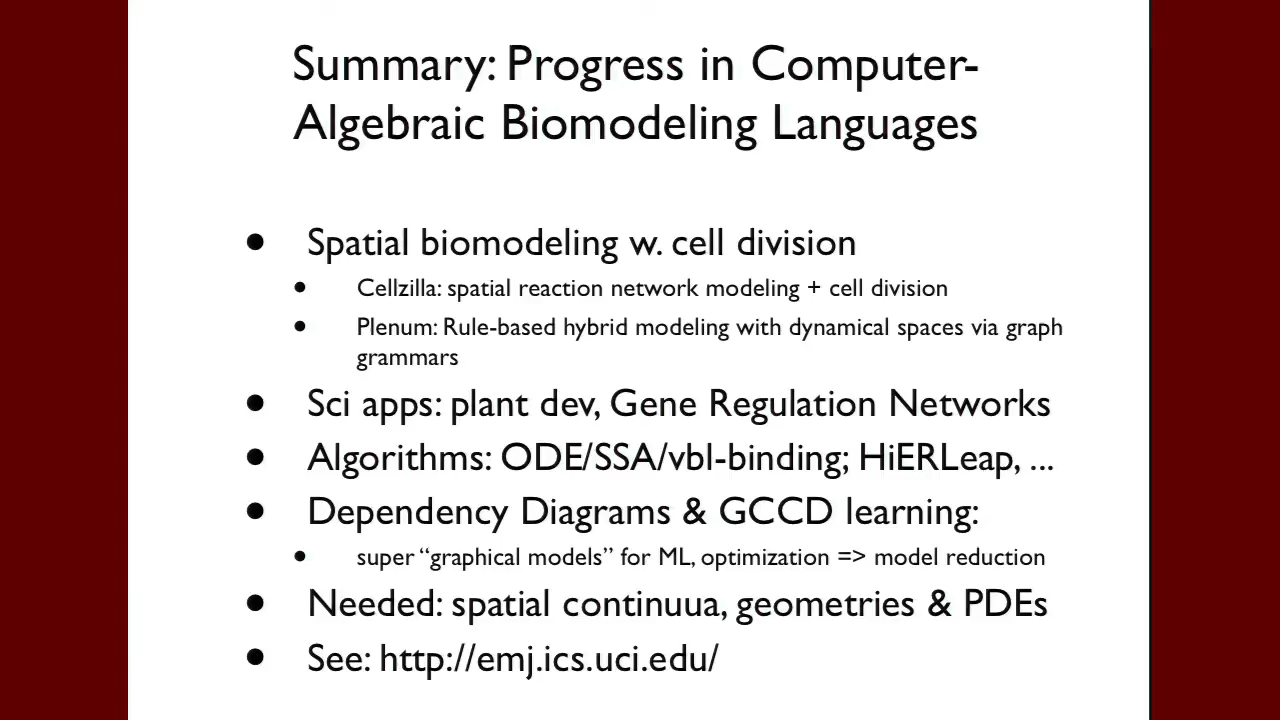 Summary: Progress in Computer-
Algebraic Biomodeling Languages
• Spatial biomodeling w. cell division
• Cellzilla: spatial reaction network modeling + cell division
• Plenum: Rule-based hybrid modeling with dynamical spaces via graph
grammars
• Sci apps: plant dev, Gene Regulation Networks
• Algorithms: ODE/SSA/vbl-binding; HiERLeap, ...
• Dependency Diagrams & GCCD learning:
• super “graphical models” for ML, optimization => model reduction
• Needed: spatial continuua, geometries & PDEs
• See: http://emj.ics.uci.edu/